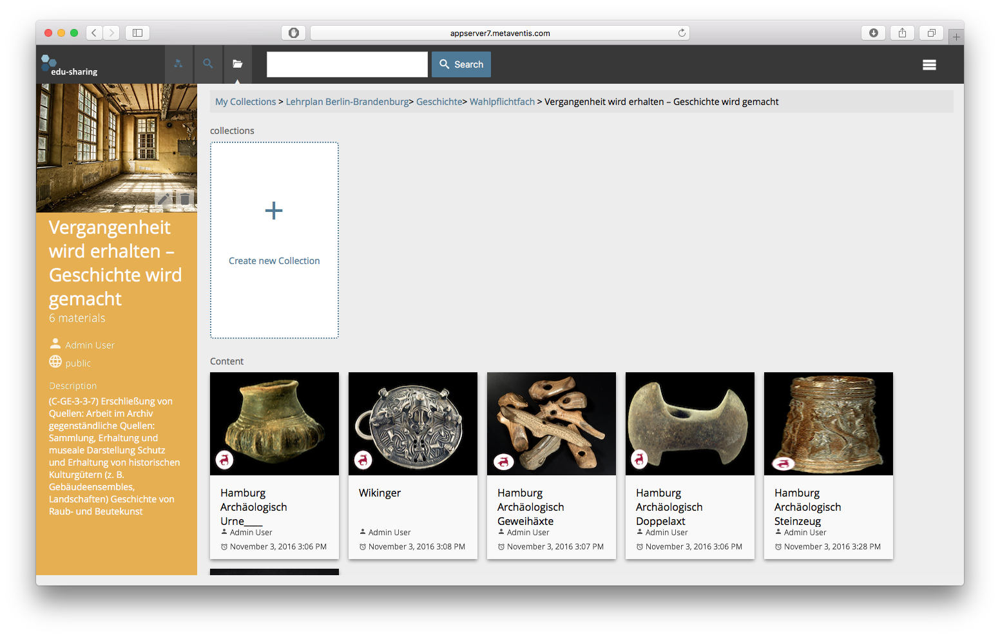 appserver7.metaventis.com
edu-sharing
Search
My Collections > Lehrplan Berlin-Brandenburg> Geschichte> Wahlpflichtfach > Vergangenheit wird erhalten – Geschichte wird gemacht
Vergangenheit
wird erhalten –
Geschichte wird
gemacht
6 materials
Admin User
public
Description
(C-GE-3-3-7) Erschließung von
Quellen: Arbeit im Archiv
gegenständliche Quellen:
Sammlung, Erhaltung und
museale Darstellung Schutz
und Erhaltung von historischen
Kulturgütern (z. B.
Gebäudeensembles,
Landschaften) Geschichte von
Raub- und Beutekunst
collections
Create new Collection
Content
Hamburg
Archäologisch
Urne____
Admin User
November 3, 2016 3:06 PM
Wikinger
Admin User
November 3, 2016 3:08 PM
Hamburg
Archäologisch
Geweihäxte
Admin User
November 3, 2016 3:07 PM
Hamburg
Archäologisch
Doppelaxt
Admin User
November 3, 2016 3:06 PM
Hamburg
Archäologisch
Steinzeug
Admin User
November 3, 2016 3:28 PM